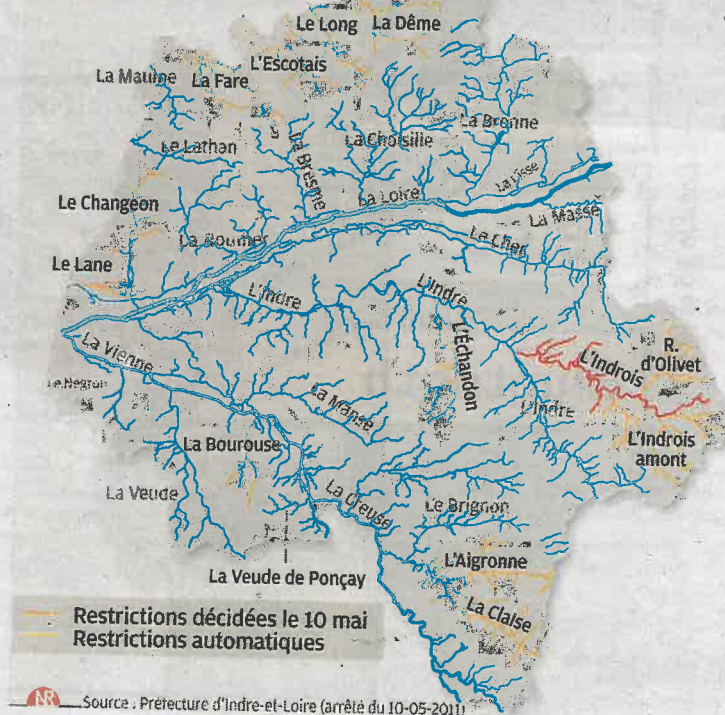 Le Long La Dême
L'Escotais
La Maulne La Fare
La Brenne
La Choisille
Le Lathan
La Bresme
La Cisse
Le Changeon
La Loire
La Masse
La Roumer
Le Cher
Le Lane
L'Indre
L'Indre
La Vienne
L'Échandon
L'Indrois
R.
d'Olivet
Le Negron
La Manse
L'Indre
L'Indrois
amont
La Bourouse
La Veude
La Creuse
Le Brignon
L'Aigronne
La Veude de Ponçay
La Claise
Restrictions décidées le 10 mai
Restrictions automatiques
NR
Source : Préfecture d'Indre-et-Loire (arrêté du 10-05-2011)